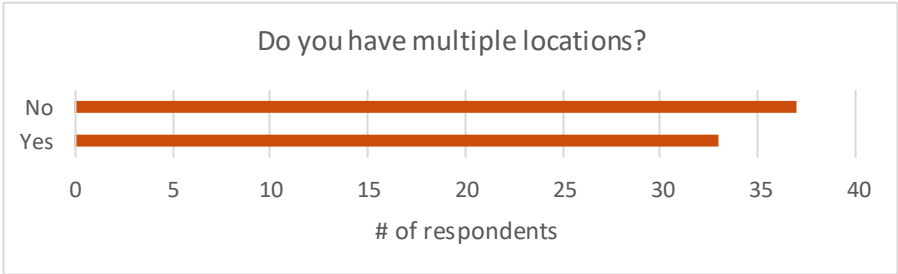 Do you have multiple locations?
No
Yes
0 5 10 15 20 25 30 35 40
# of respondents